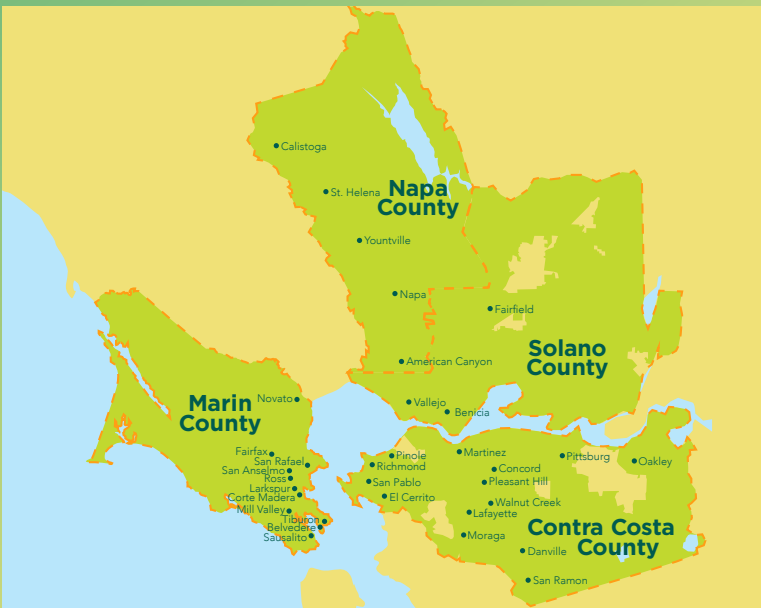 Calistoga
St. Helena
Napa
County
Yountville
Napa
Fairfield
American Canyon
Solano
County
Vallejo
Benicia
Marin
County
Novato
Fairfax
San Rafael
San Anselmo
Ross
Larkspur
Corte Madera
Mill Valley
Tiburon
Belvedere
Sausalito
Pinole
Richmond
San Pablo
El Cerrito
Martinez
Concord
Pleasant Hill
Pittsburg
Oakley
Walnut Creek
Lafayette
Contra Costa
County
Moraga
Danville
San Ramon